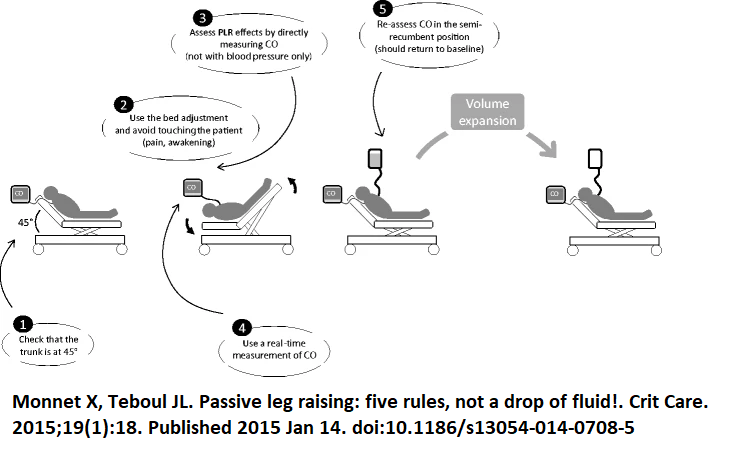 3
Assess PLR effects by directly
measuring CO
(not with blood pressure only)
5
Re-assess CO in the semi-
recumbent position
(should return to baseline)
2
Use the bed adjustment
and avoid touching the patient
(pain, awakening)
Volume
expansion
CO
CO
CO
CO
45°
1
Check that the
trunk is at 45°
4
Use a real-time
measurement of CO
Monnet X, Teboul JL. Passive leg raising: five rules, not a drop of fluid!. Crit Care.
2015;19(1):18. Published 2015 Jan 14. doi:10.1186/s13054-014-0708-5